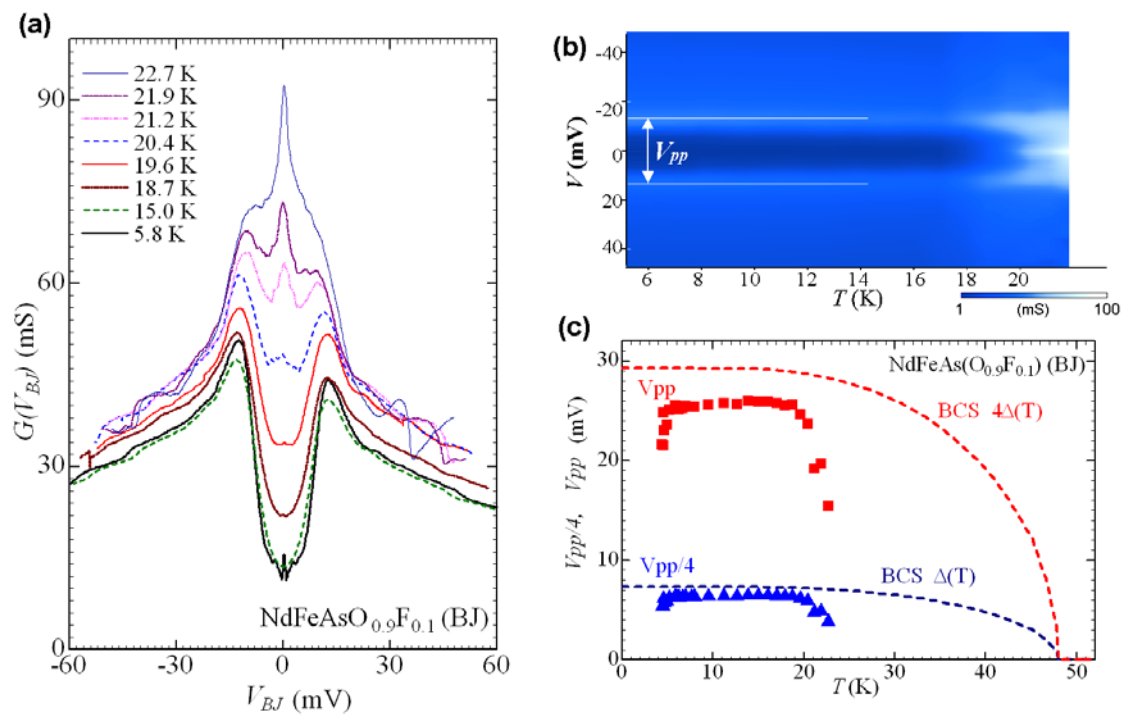 (a)
22.7 K
21.9 K
21.2 K
20.4 K
19.6 K
18.7 K
15.0 K
5.8 K
90
60
30
0
G(V_BJ) (mS)
NdFeAsO0.9F0.1 (BJ)
-60 -30 0 30 60
V_BJ (mV)
(b)
-40
-20
0
20
40
V (mV)
Vpp
6 8 10 12 14 16 18 20
T (K)
1 (mS) 100
(c)
NdFeAs(O0.9F0.1) (BJ)
30
20
10
0
Vpp/4, Vpp (mV)
Vpp
BCS 4Δ(T)
Vpp/4
BCS Δ(T)
0 10 20 30 40 50
T (K)